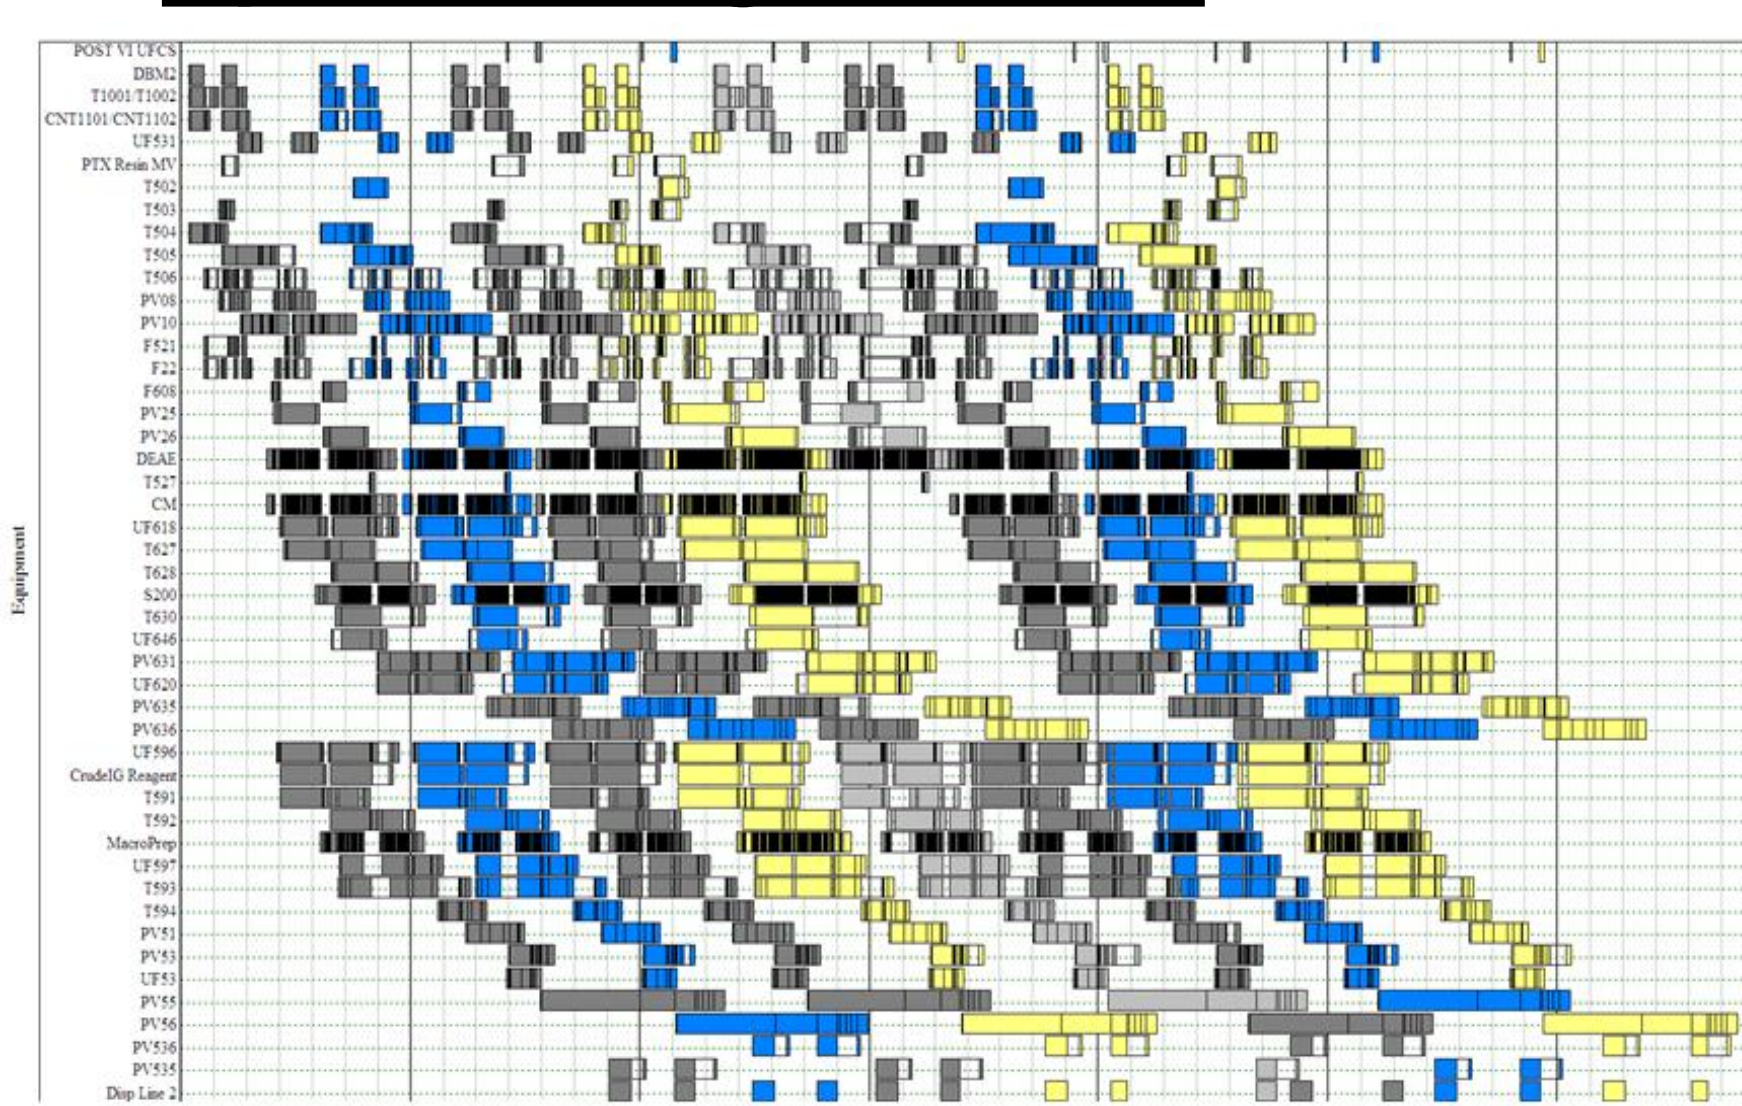 POST VI UFCS
DBM2
T1001/T1002
CNT1101/CNT1102
UF531
PTX Resin MV
T502
T503
T504
T505
T506
PV08
PV10
F521
F22
F608
PV25
PV26
DEAE
T527
CM
UF618
T627
T628
S200
T630
UF646
PV631
UF620
PV635
PV636
UF596
CrudeIG Reagent
T591
T592
MacroPrep
UF597
T593
T594
PV51
PV53
UF53
PV55
PV56
PV536
PV535
Disp Line 2
Equipment